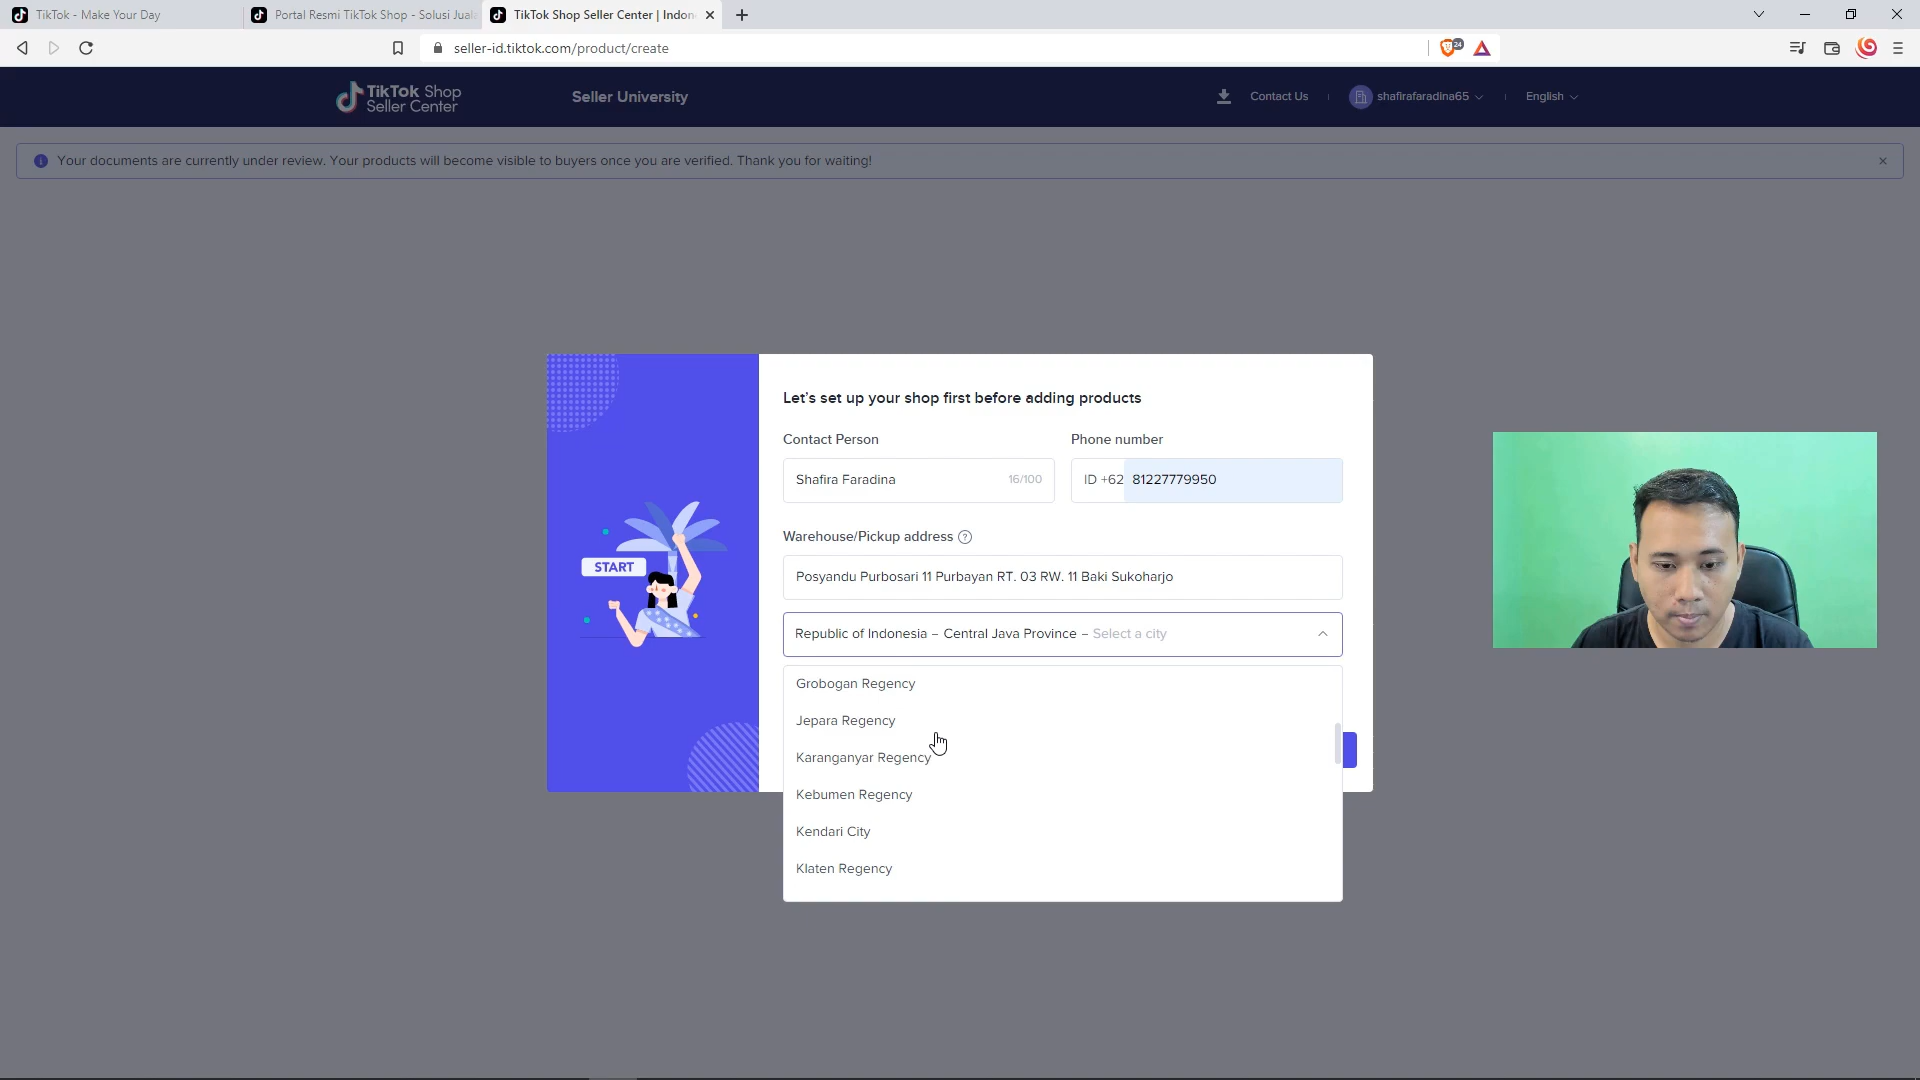 TikTok - Make Your Day
Portal Resmi TikTok Shop - Solusi Juala
TikTok Shop Seller Center | Indon
seller-id.tiktok.com/product/create
24
TikTok Shop
Seller Center
Seller University
Contact Us
shafirafaradina65
English
Your documents are currently under review. Your products will become visible to buyers once you are verified. Thank you for waiting!
Let's set up your shop first before adding products
Contact Person
Phone number
Shafira Faradina
16/100
ID +62
81227779950
Warehouse/Pickup address
Posyandu Purbosari 11 Purbayan RT. 03 RW. 11 Baki Sukoharjo
START
Republic of Indonesia – Central Java Province – Select a city
Grobogan Regency
Jepara Regency
Karanganyar Regency
Kebumen Regency
Kendari City
Klaten Regency